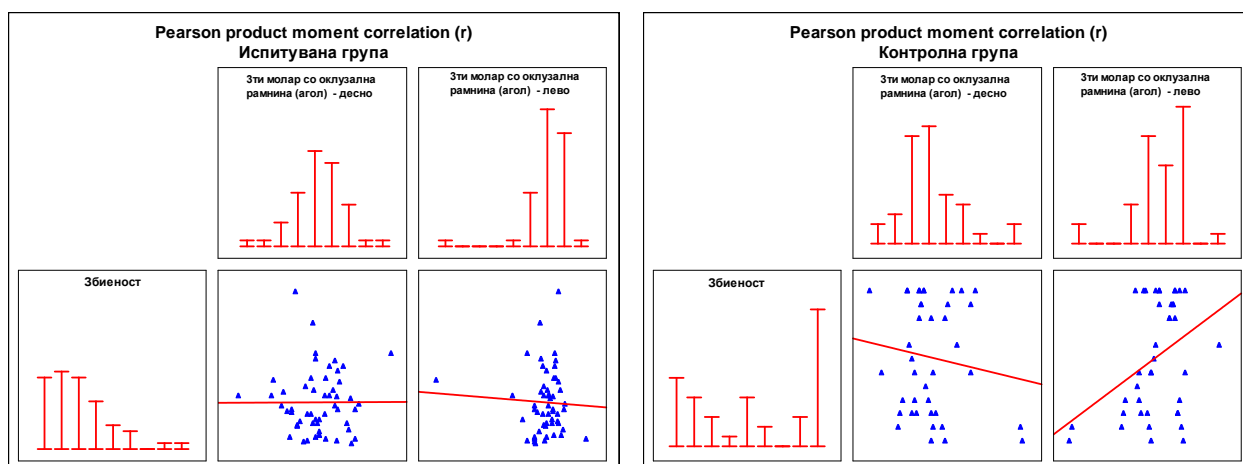 Pearson product moment correlation (r)
Испитувана група
3ти молар со оклузална
рамнина (агол) - десно
3ти молар со оклузална
рамнина (агол) - лево
Збиеност
Pearson product moment correlation (r)
Контролна група
3ти молар со оклузална
рамнина (агол) - десно
3ти молар со оклузална
рамнина (агол) - лево
Збиеност